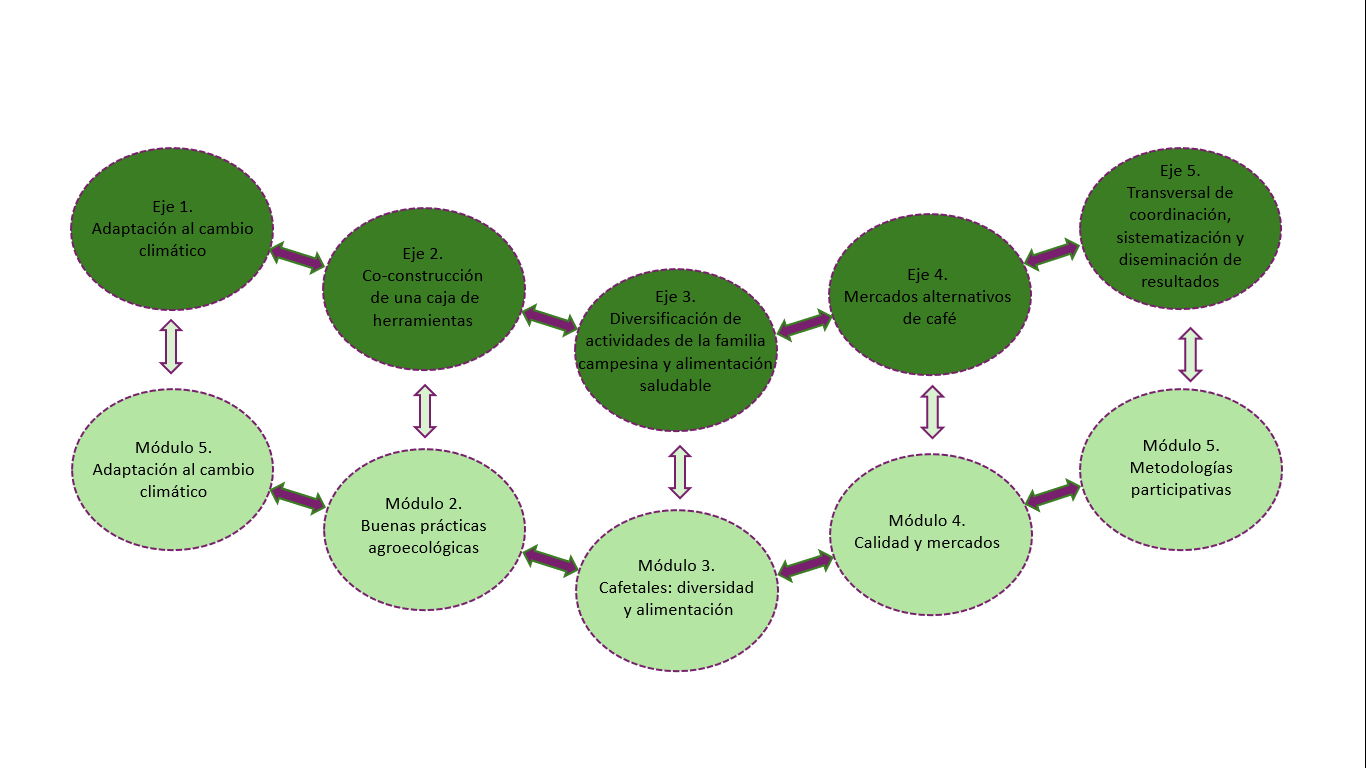 Eje 1.
Adaptación al cambio
climático
Eje 2.
Co-construcción
de una caja de
herramientas
Eje 3.
Diversificación de
actividades de la familia
campesina y alimentación
saludable
Eje 4.
Mercados alternativos
de café
Eje 5.
Transversal de
coordinación,
sistematización y
diseminación de
resultados
Módulo 5.
Adaptación al cambio
climático
Módulo 2.
Buenas prácticas
agroecológicas
Módulo 3.
Cafetales: diversidad
y alimentación
Módulo 4.
Calidad y mercados
Módulo 5.
Metodologías
participativas